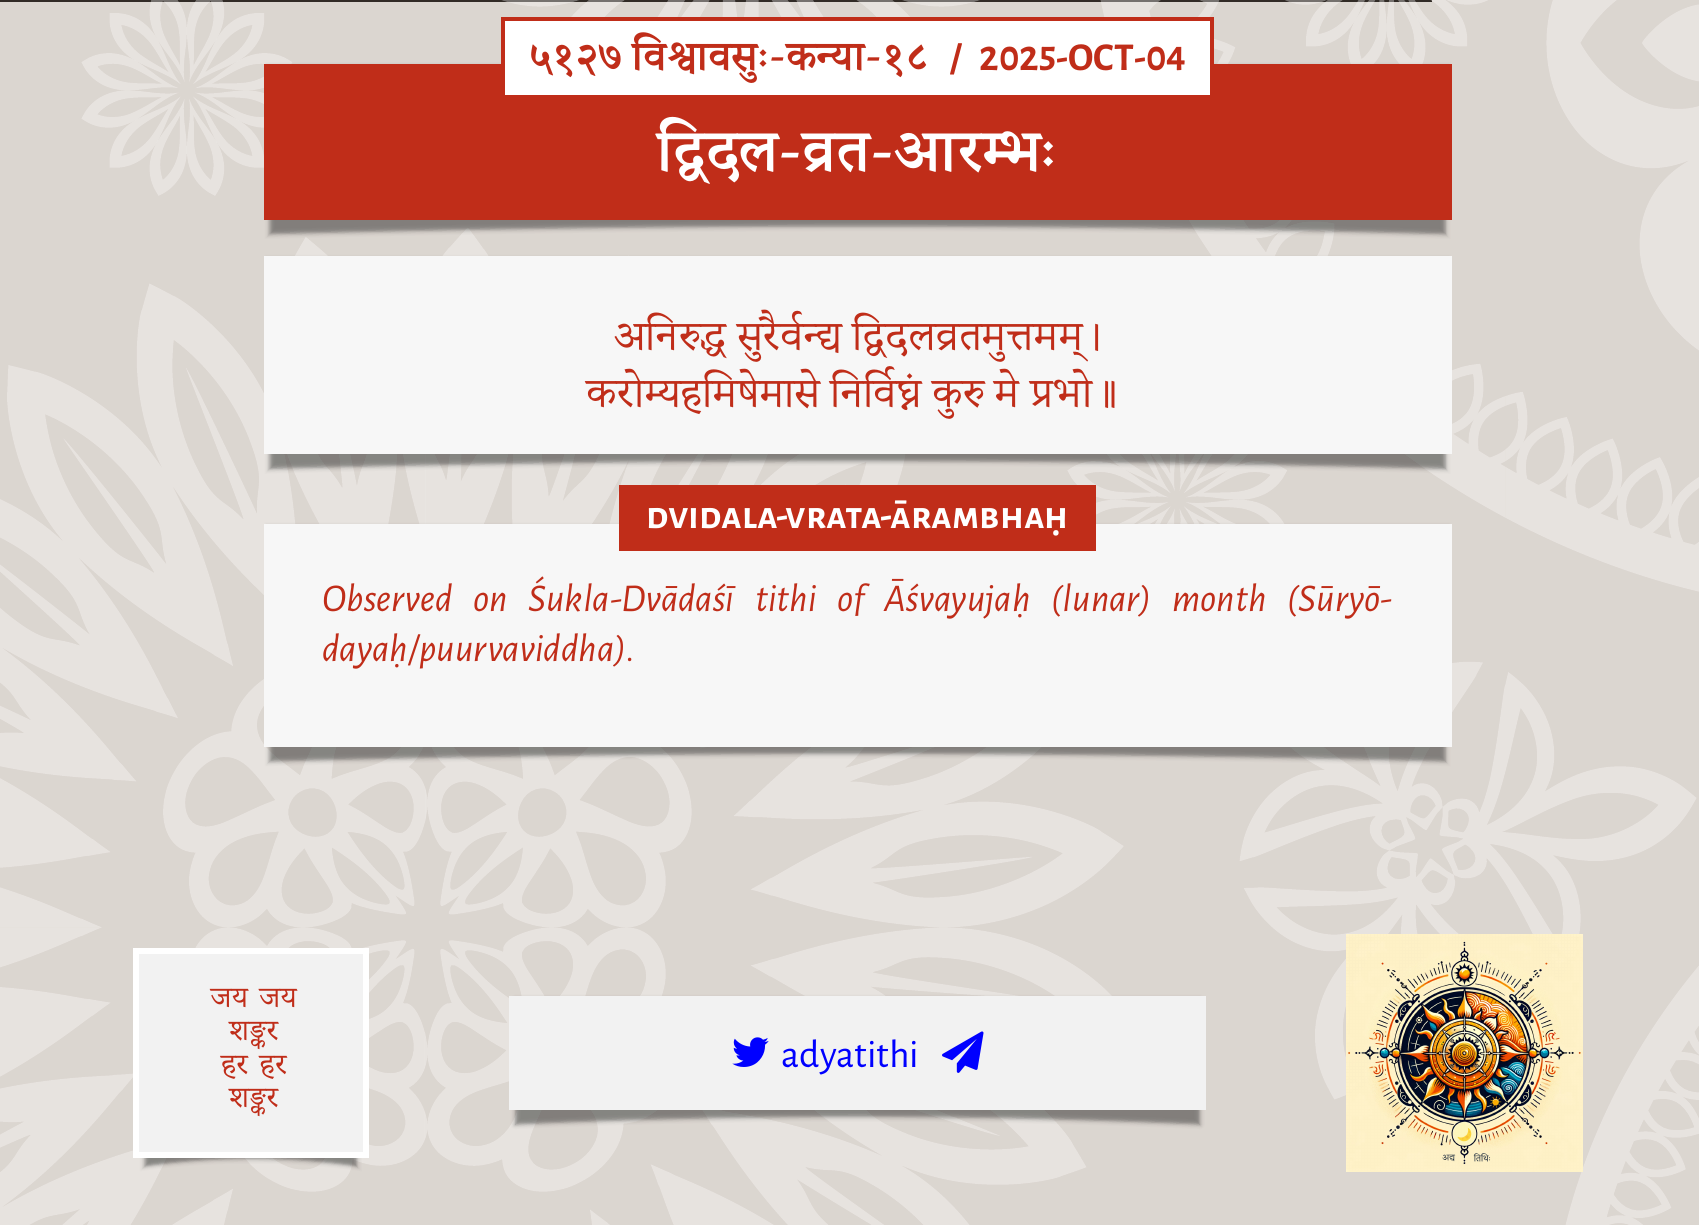 ५१२७ विश्वावसुः-कन्या-१८ / 2025-OCT-04
द्विदल-व्रत-आरम्भः
अनिरुद्ध सुरैर्वन्द्य द्विदलव्रतमुत्तमम्।
करोम्यहमिषेमासे निर्विघ्नं कुरु मे प्रभो॥
DVIDALA-VRATA-ĀRAMBHAḤ
Observed on Śukla-Dvādaśī tithi of Āśvayujaḥ (lunar) month (Sūryō-
dayaḥ/puurvaviddha).
जय जय
शङ्कर
हर हर
शङ्कर
adyatithi
अद्य तिथिः